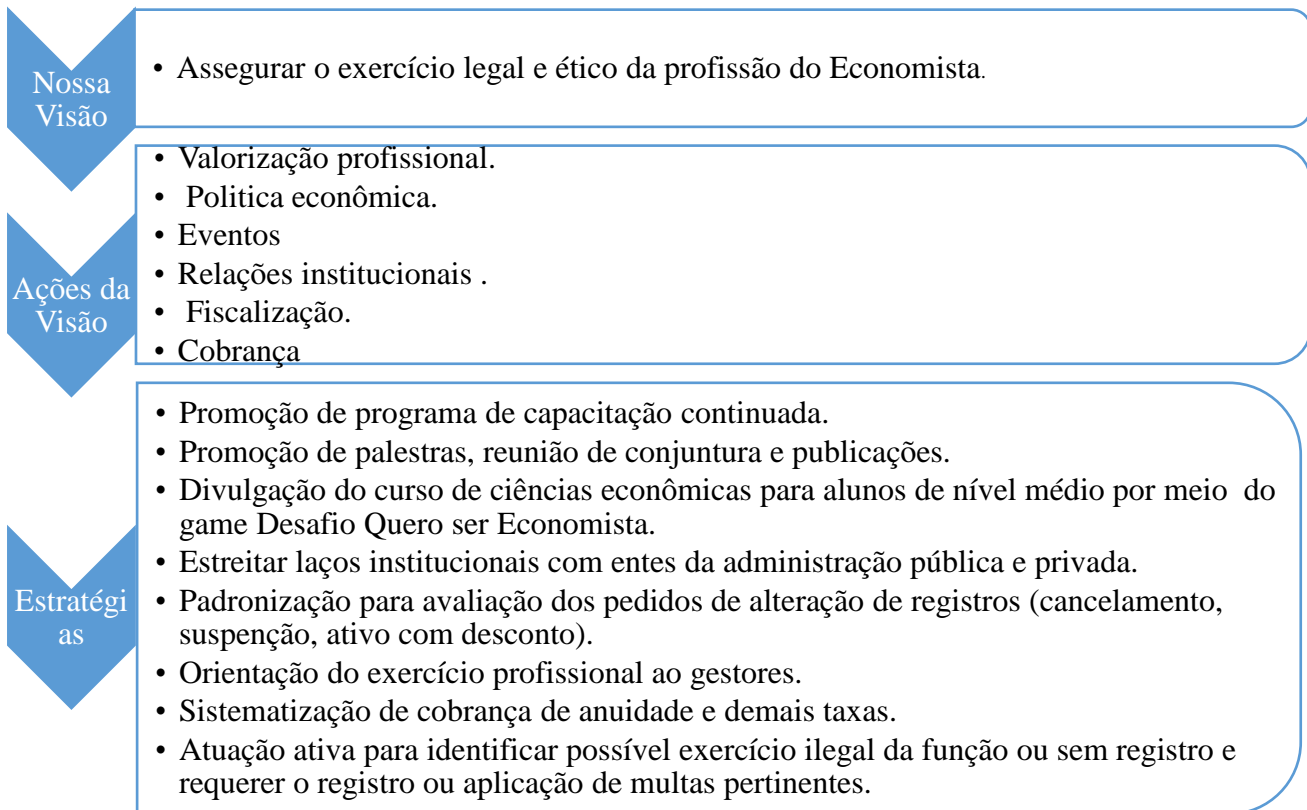 Nossa
Visão
• Assegurar o exercício legal e ético da profissão do Economista.
Ações da
Visão
• Valorização profissional.
• Politica econômica.
• Eventos
• Relações institucionais .
• Fiscalização.
• Cobrança
Estratégi
as
• Promoção de programa de capacitação continuada.
• Promoção de palestras, reunião de conjuntura e publicações.
• Divulgação do curso de ciências econômicas para alunos de nível médio por meio do
game Desafio Quero ser Economista.
• Estreitar laços institucionais com entes da administração pública e privada.
• Padronização para avaliação dos pedidos de alteração de registros (cancelamento,
suspenção, ativo com desconto).
• Orientação do exercício profissional ao gestores.
• Sistematização de cobrança de anuidade e demais taxas.
• Atuação ativa para identificar possível exercício ilegal da função ou sem registro e
requerer o registro ou aplicação de multas pertinentes.